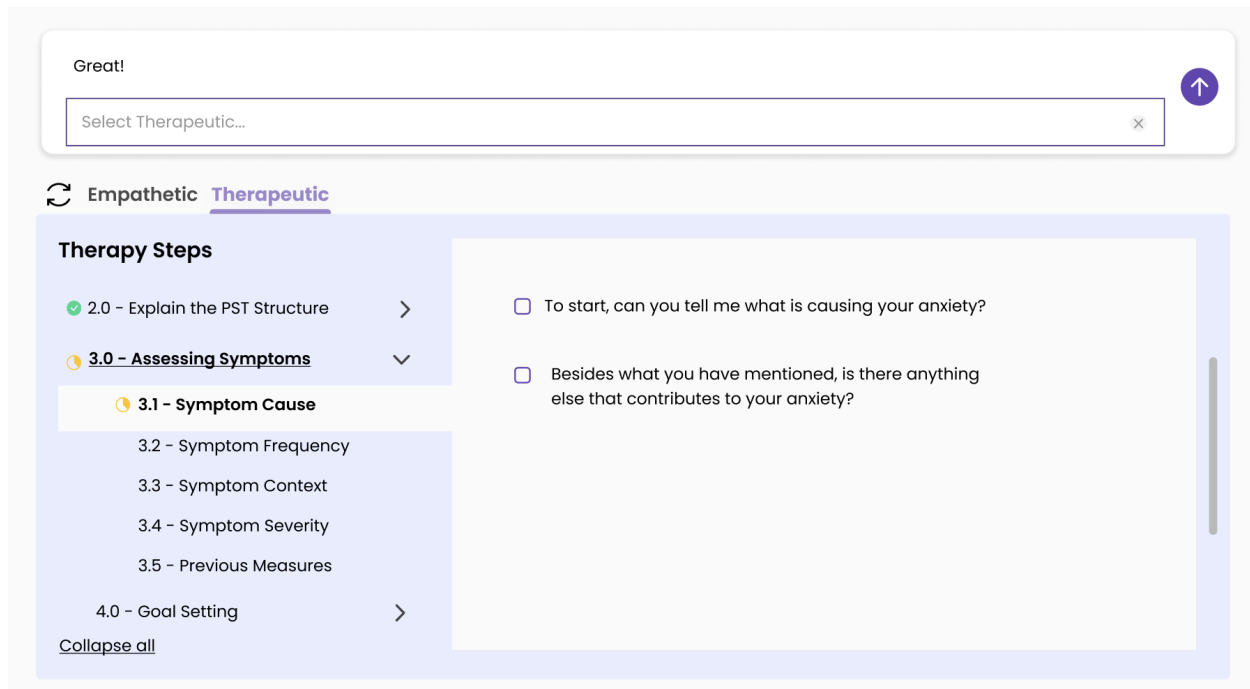 Great!
Select Therapeutic...
Empathetic Therapeutic
Therapy Steps
2.0 - Explain the PST Structure
3.0 - Assessing Symptoms
3.1 - Symptom Cause
3.2 - Symptom Frequency
3.3 - Symptom Context
3.4 - Symptom Severity
3.5 - Previous Measures
4.0 - Goal Setting
Collapse all
To start, can you tell me what is causing your anxiety?
Besides what you have mentioned, is there anything
else that contributes to your anxiety?